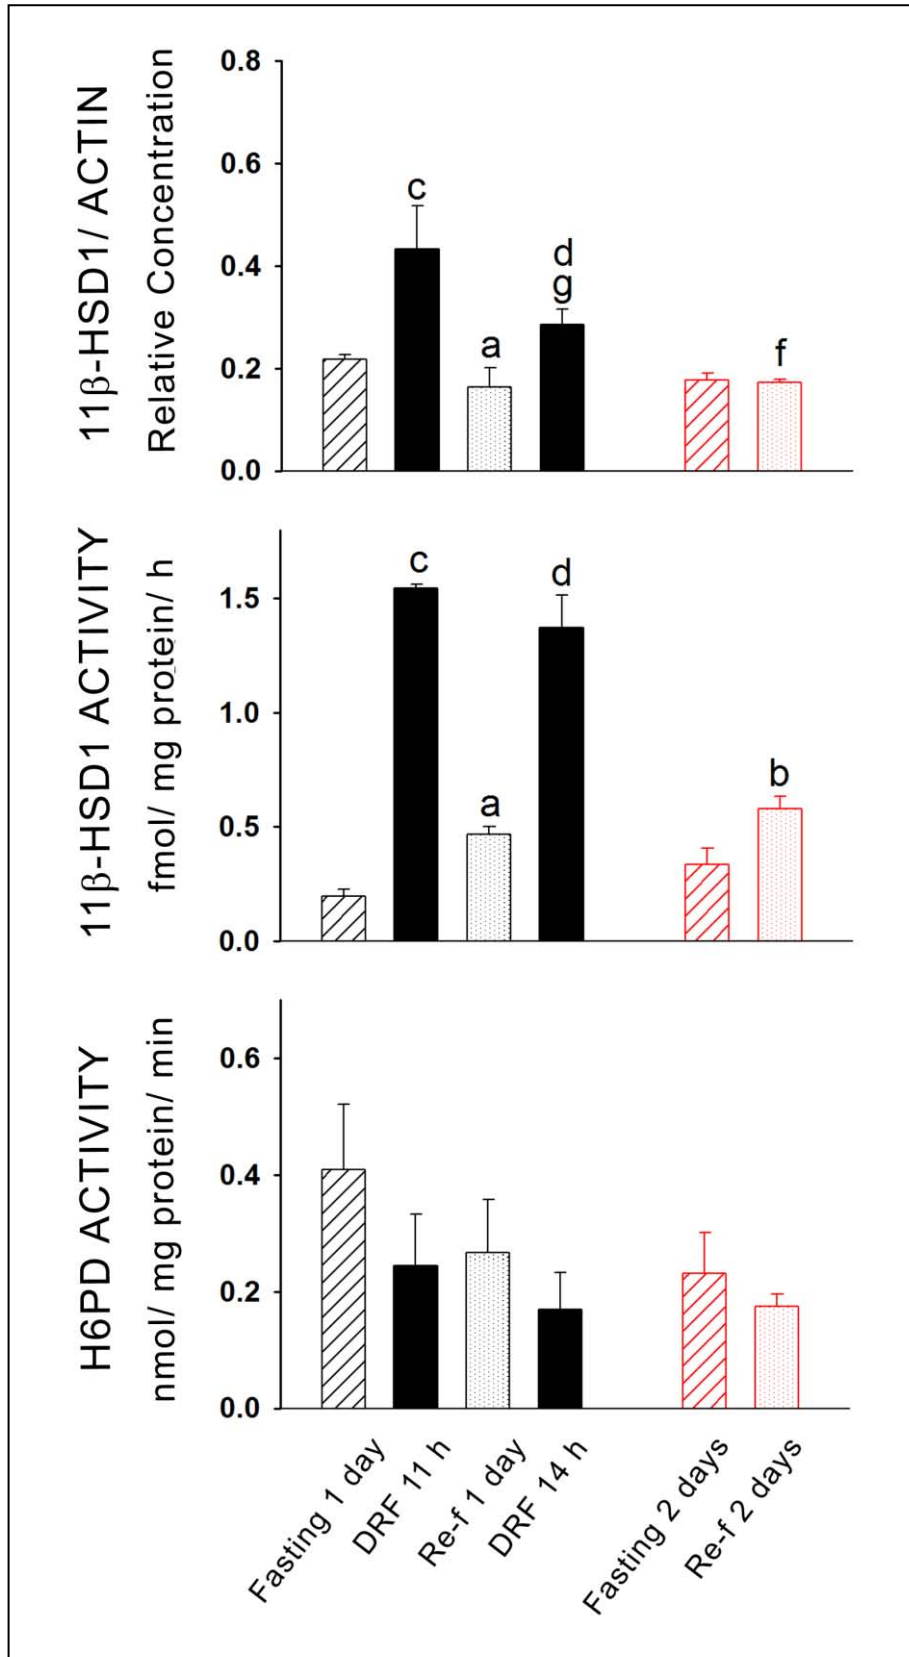 11β-HSD1/ ACTIN
Relative Concentration
0.8
0.6
0.4
0.2
0.0
c
a
d
g
f
11β-HSD1 ACTIVITY
fmol/ mg protein/ h
1.5
1.0
0.5
0.0
c
a
d
b
H6PD ACTIVITY
nmol/ mg protein/ min
0.6
0.4
0.2
0.0
Fasting 1 day
DRF 11 h
Re-f 1 day
DRF 14 h
Fasting 2 days
Re-f 2 days